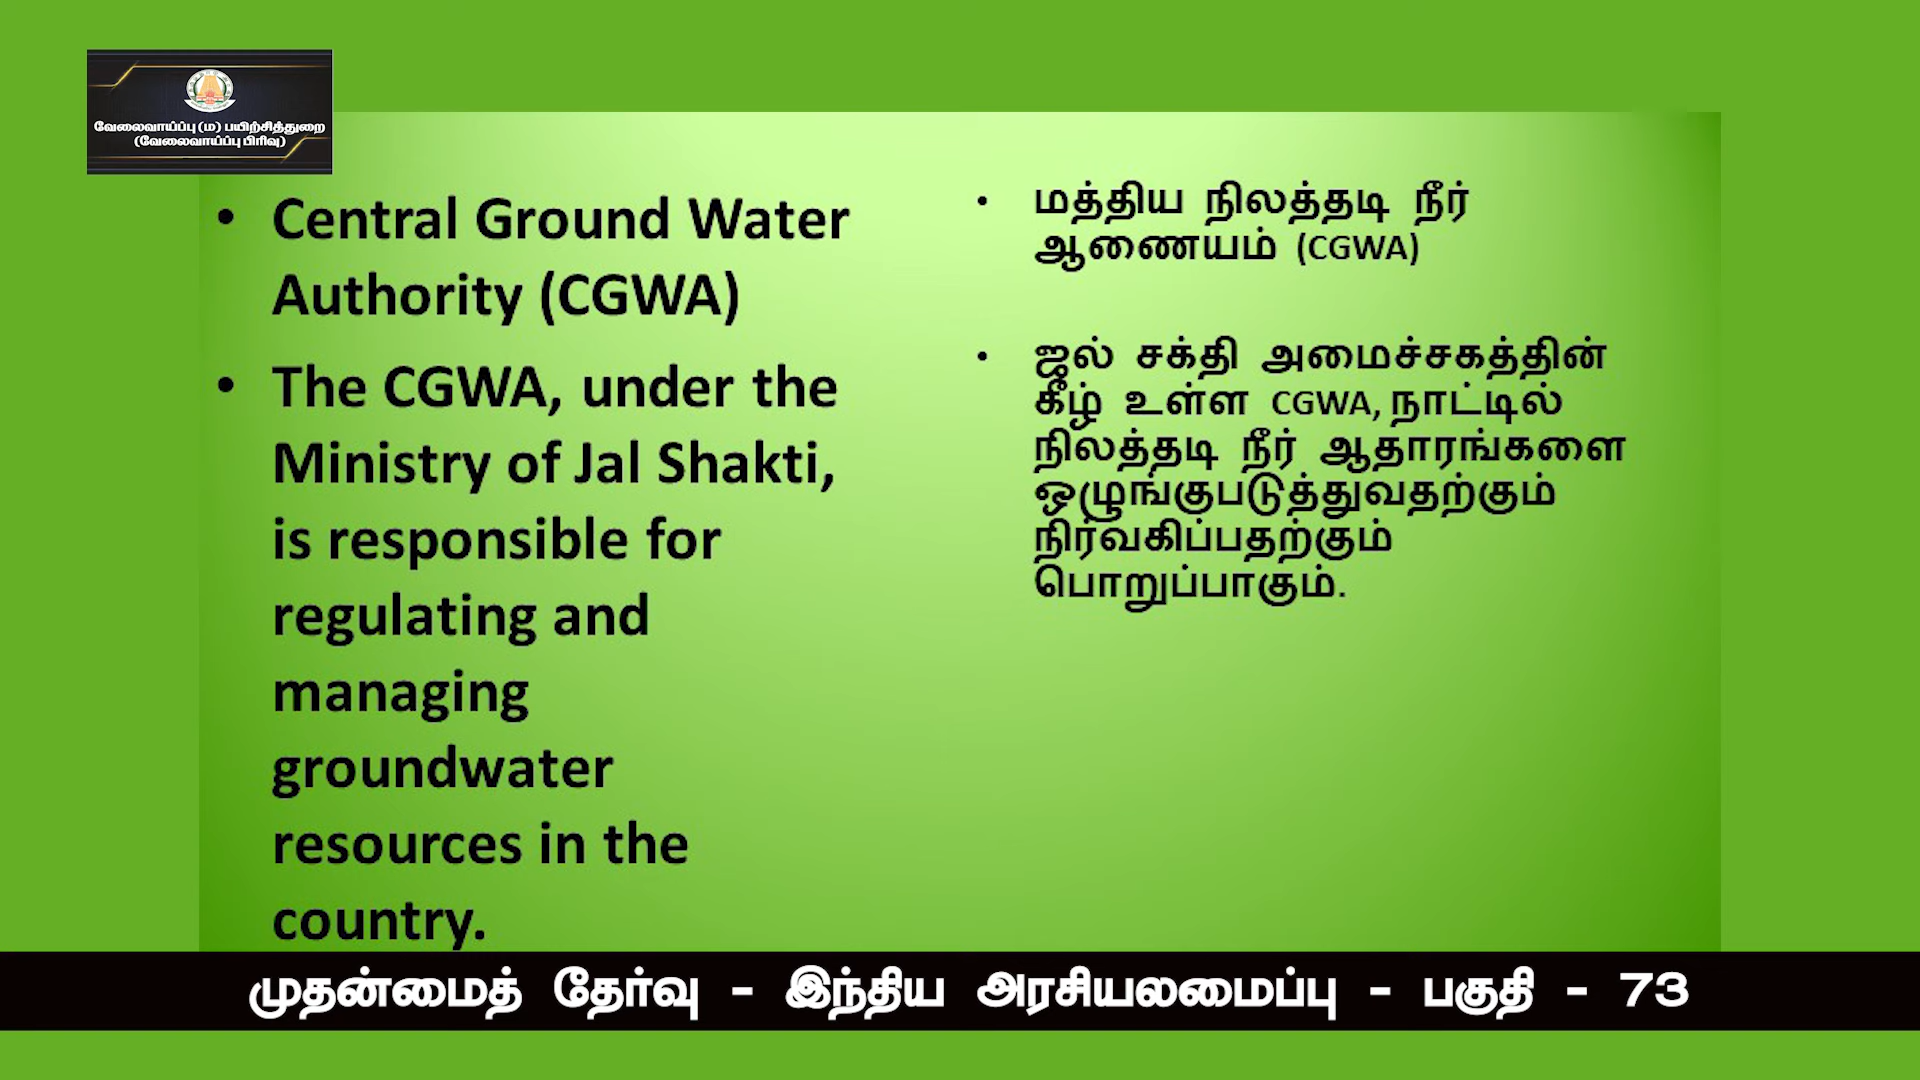 வேலைவாய்ப்பு (ம) பயிற்சித்துறை
(வேலைவாய்ப்பு பிரிவு)
• Central Ground Water
Authority (CGWA)
• The CGWA, under the
Ministry of Jal Shakti,
is responsible for
regulating and
managing
groundwater
resources in the
country.
• மத்திய நிலத்தடி நீர்
ஆணையம் (CGWA)
• ஜல் சக்தி அமைச்சகத்தின்
கீழ் உள்ள CGWA, நாட்டில்
நிலத்தடி நீர் ஆதாரங்களை
ஒழுங்குபடுத்துவதற்கும்
நிர்வகிப்பதற்கும்
பொறுப்பாகும்.
முதன்மைத் தேர்வு - இந்திய அரசியலமைப்பு - பகுதி - 73